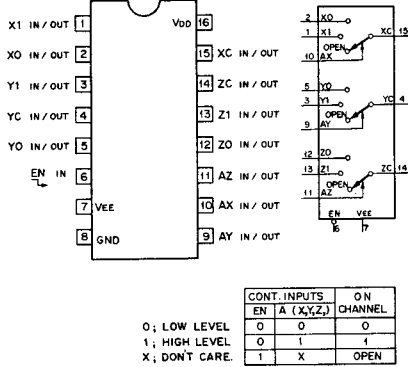 X1 IN/OUT 1
X0 IN/OUT 2
Y1 IN/OUT 3
YC IN/OUT 4
Y0 IN/OUT 5
EN IN 6
7 VEE
8 GND
VDD 16
15 XC IN/OUT
14 ZC IN/OUT
13 Z1 IN/OUT
12 Z0 IN/OUT
11 AZ IN/OUT
10 AX IN/OUT
9 AY IN/OUT
2 X0
1 X1 XC 15
OPEN
10 AX
5 Y0
3 Y1 YC 4
OPEN
9 AY
12 Z0
13 Z1 ZC 14
OPEN
11 AZ
EN VEE
6 7
0; LOW LEVEL
1; HIGH LEVEL
X; DON'T CARE.
CONT. INPUTS ON
EN A (X,Y,Z,) CHANNEL
0 0 0
0 1 1
1 X OPEN